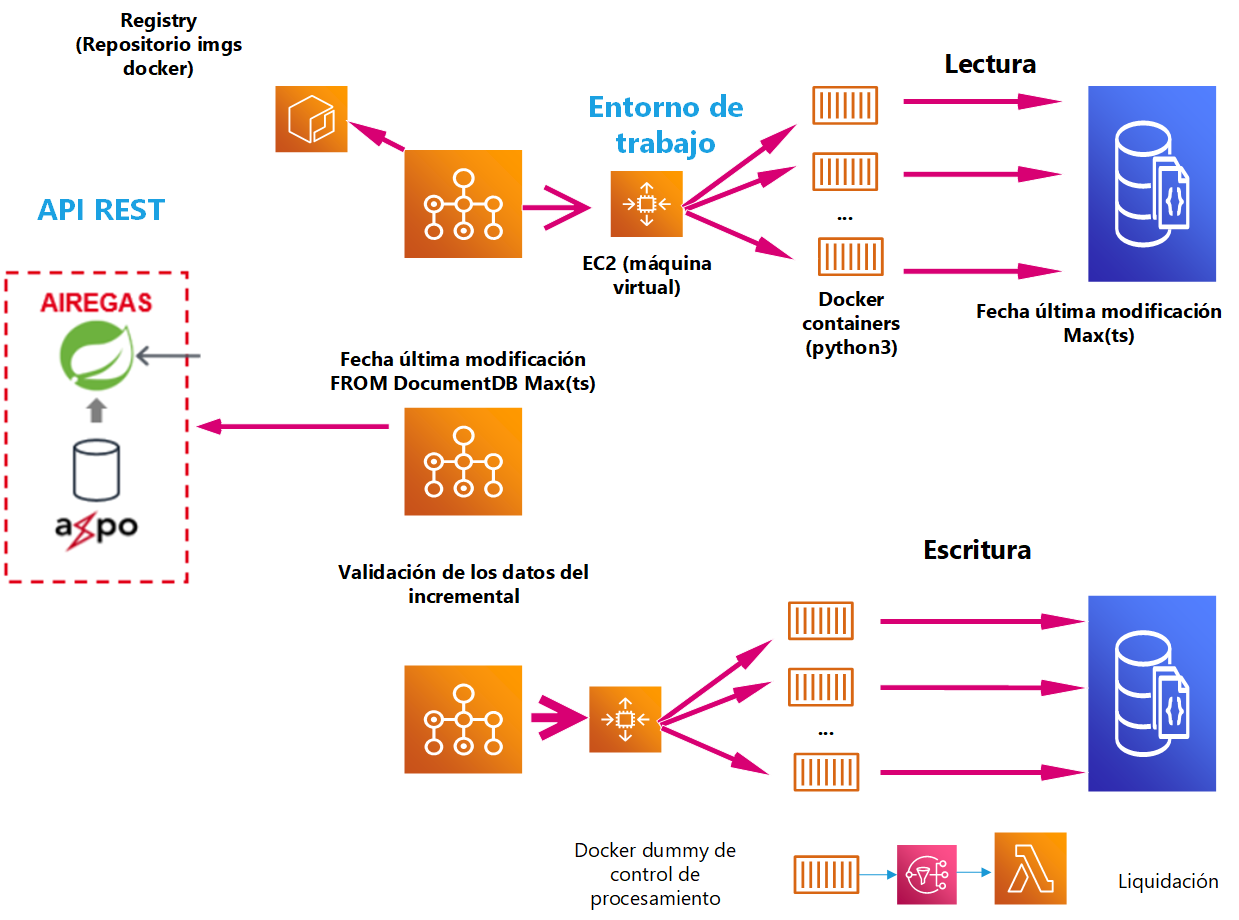 Registry
(Repositorio imgs
docker)
Lectura
Entorno de
trabajo
API REST
...
EC2 (máquina
virtual)
Docker
containers
(python3)
Fecha última modificación
Max(ts)
AIREGAS
Fecha última modificación
FROM DocumentDB Max(ts)
axpo
Escritura
Validación de los datos del
incremental
...
Docker dummy de
control de
procesamiento
Liquidación